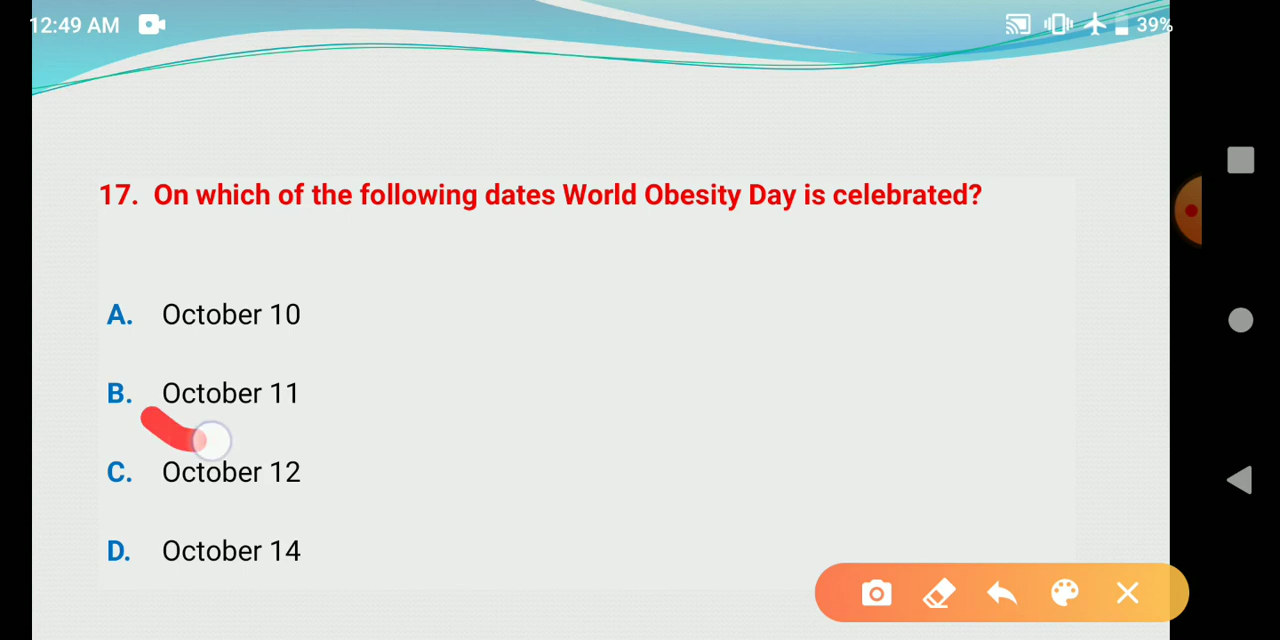 12:49 AM
39%
17. On which of the following dates World Obesity Day is celebrated?
A. October 10
B. October 11
C. October 12
D. October 14